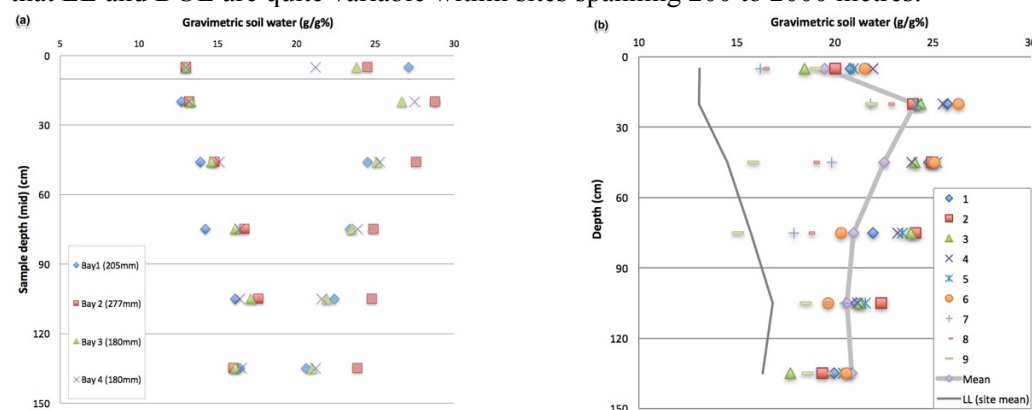 that LL and DUL are quite variable within sites spanning 200 to 2000 metres.
(a)
Gravimetric soil water (g/g%)
5 10 15 20 25 30
0
30
60
90
120
150
Sample depth (mid) (cm)
Bay1 (205mm)
Bay 2 (277mm)
Bay 3 (180mm)
Bay 4 (180mm)
(b)
Gravimetric soil water (g/g%)
10 15 20 25 30
0
30
60
90
120
150
Depth (cm)
1
2
3
4
5
6
7
8
9
Mean
LL (site mean)